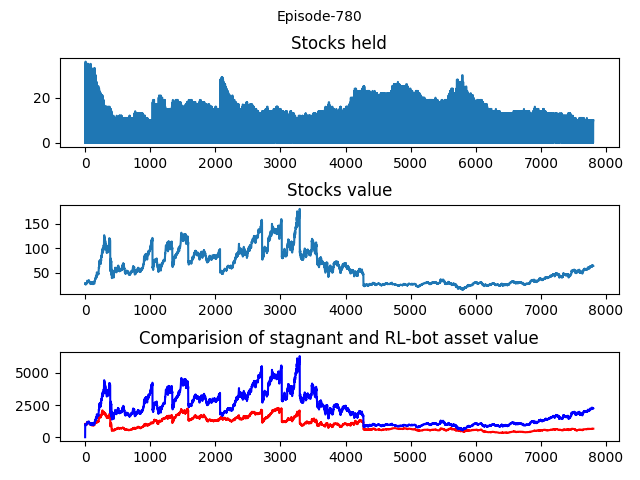 Episode-780
Stocks held
20
0
0 1000 2000 3000 4000 5000 6000 7000 8000
Stocks value
150
100
50
0 1000 2000 3000 4000 5000 6000 7000 8000
Comparision of stagnant and RL-bot asset value
5000
2500
0
0 1000 2000 3000 4000 5000 6000 7000 8000